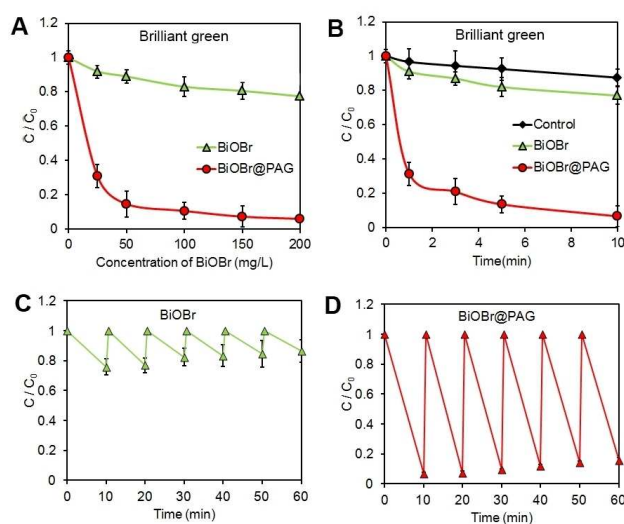 A
Brilliant green
C / C0
1.2
1
0.8
0.6
0.4
0.2
0
BiOBr
BiOBr@PAG
0 50 100 150 200
Concentration of BiOBr (mg/L)
B
Brilliant green
C / C0
1.2
1
0.8
0.6
0.4
0.2
0
Control
BiOBr
BiOBr@PAG
0 2 4 6 8 10
Time(min)
C
BiOBr
C / C0
1.2
1
0.8
0.6
0.4
0.2
0
0 10 20 30 40 50 60
Time (min)
D
BiOBr@PAG
C / C0
1.2
1
0.8
0.6
0.4
0.2
0
0 10 20 30 40 50 60
Time (min)